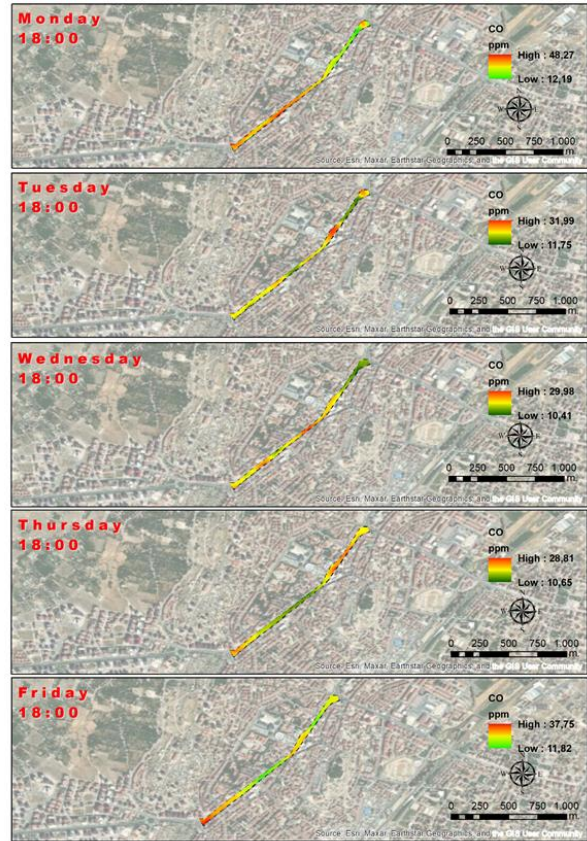 Monday
18:00
CO
ppm
High : 48,27
Low : 12,19
0 250 500 750 1.000
m.
Source: Esri, Maxar, Earthstar Geographics, and the GIS User Community
Tuesday
18:00
CO
ppm
High : 31,99
Low : 11,75
0 250 500 750 1.000
m.
Source: Esri, Maxar, Earthstar Geographics, and the GIS User Community
Wednesday
18:00
CO
ppm
High : 29,98
Low : 10,41
0 250 500 750 1.000
m.
Source: Esri, Maxar, Earthstar Geographics, and the GIS User Community
Thursday
18:00
CO
ppm
High : 28,81
Low : 10,65
0 250 500 750 1.000
m.
Source: Esri, Maxar, Earthstar Geographics, and the GIS User Community
Friday
18:00
CO
ppm
High : 37,75
Low : 11,82
0 250 500 750 1.000
m.
Source: Esri, Maxar, Earthstar Geographics, and the GIS User Community